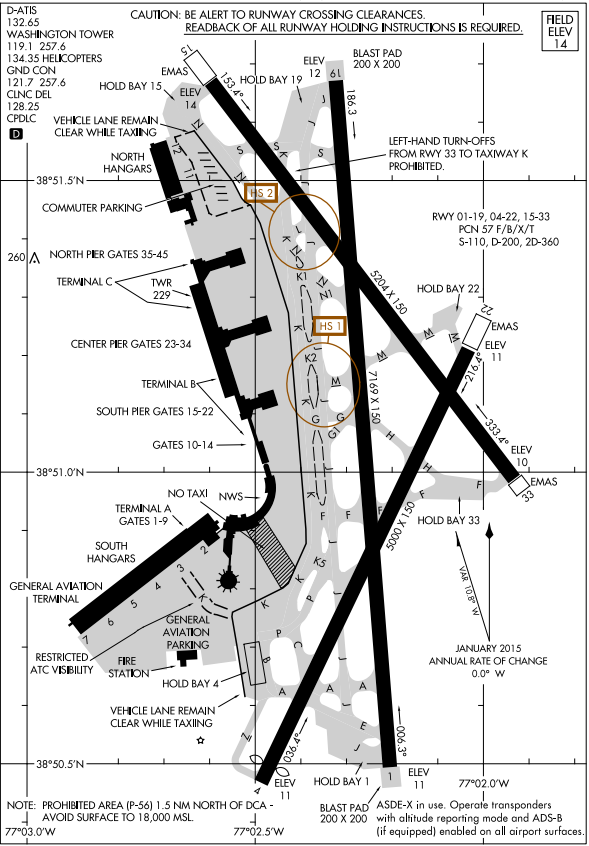 D-ATIS
132.65
WASHINGTON TOWER
119.1 257.6
134.35 HELICOPTERS
GND CON
121.7 257.6
CLNC DEL
128.25
CPDLC
D
CAUTION: BE ALERT TO RUNWAY CROSSING CLEARANCES.
READBACK OF ALL RUNWAY HOLDING INSTRUCTIONS IS REQUIRED.
FIELD
ELEV
14
15
EMAS
ELEV
14
153.4°
HOLD BAY 15
HOLD BAY 19
ELEV
12
19
BLAST PAD
200 X 200
186.3
VEHICLE LANE REMAIN
CLEAR WHILE TAXIING
NORTH
HANGARS
COMMUTER PARKING
LEFT-HAND TURN-OFFS
FROM RWY 33 TO TAXIWAY K
PROHIBITED.
38°51.5'N
HS 2
RWY 01-19, 04-22, 15-33
PCN 57 F/B/X/T
S-110, D-200, 2D-360
260
NORTH PIER GATES 35-45
TERMINAL C
TWR
229
K
J
N
K1
N1
5204 X 150
HOLD BAY 22
22
EMAS
ELEV
11
216.4°
CENTER PIER GATES 23-34
HS 1
K
K2
M
M
M
M
7169 X 150
TERMINAL B
SOUTH PIER GATES 15-22
GATES 10-14
K
J
G
G
G1
H
H
H
333.4°
ELEV
10
EMAS
33
38°51.0'N
NO TAXI
NWS
TERMINAL A
GATES 1-9
K
J
F
F
F
F
F
F
HOLD BAY 33
5000 X 150
SOUTH
HANGARS
2
3
4
5
6
7
K
K5
J
P
K
K
VAR 10.8° W
GENERAL AVIATION
TERMINAL
GENERAL
AVIATION
PARKING
JANUARY 2015
ANNUAL RATE OF CHANGE
0.0° W
RESTRICTED
ATC VISIBILITY
FIRE
STATION
P
C
J
B
HOLD BAY 4
A
A
A
J
E
J
VEHICLE LANE REMAIN
CLEAR WHILE TAXIING
036.4°
006.3°
38°50.5'N
4
ELEV
11
HOLD BAY 1
1
ELEV
11
77°02.0'W
NOTE: PROHIBITED AREA (P-56) 1.5 NM NORTH OF DCA -
AVOID SURFACE TO 18,000 MSL.
BLAST PAD
200 X 200
ASDE-X in use. Operate transponders
with altitude reporting mode and ADS-B
(if equipped) enabled on all airport surfaces.
77°03.0'W
77°02.5'W